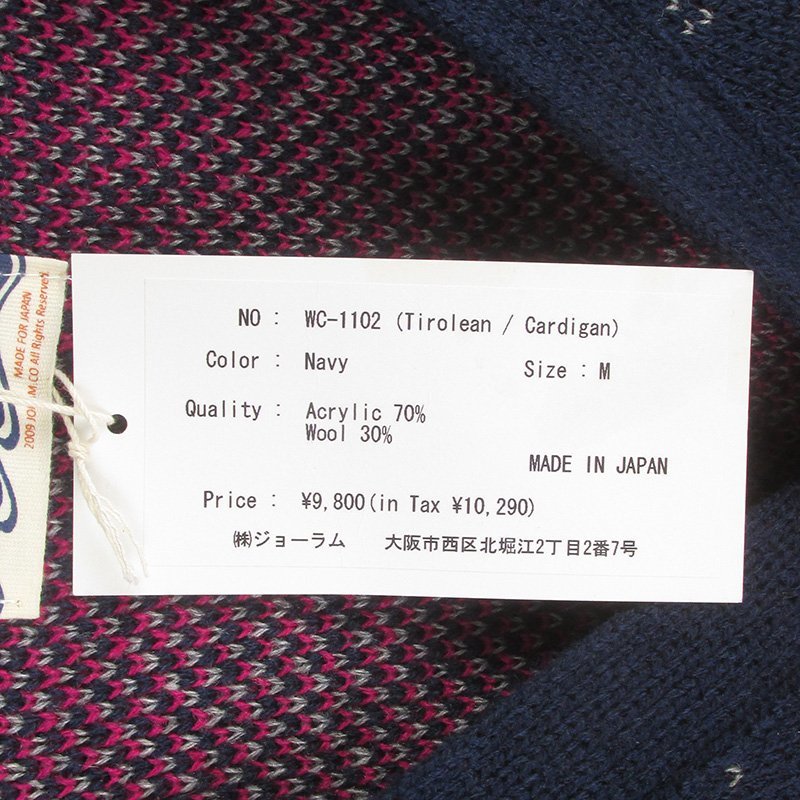 NO : WC-1102 (Tirolean / Cardigan)
Color : Navy Size : M
Quality : Acrylic 70%
Wool 30%
MADE IN JAPAN
Price : ¥9,800(in Tax ¥10,290)
㈱ジョーラム 大阪市西区北堀江2丁目2番7号
MADE FOR JAPAN
2009 CO All Rights Reserved